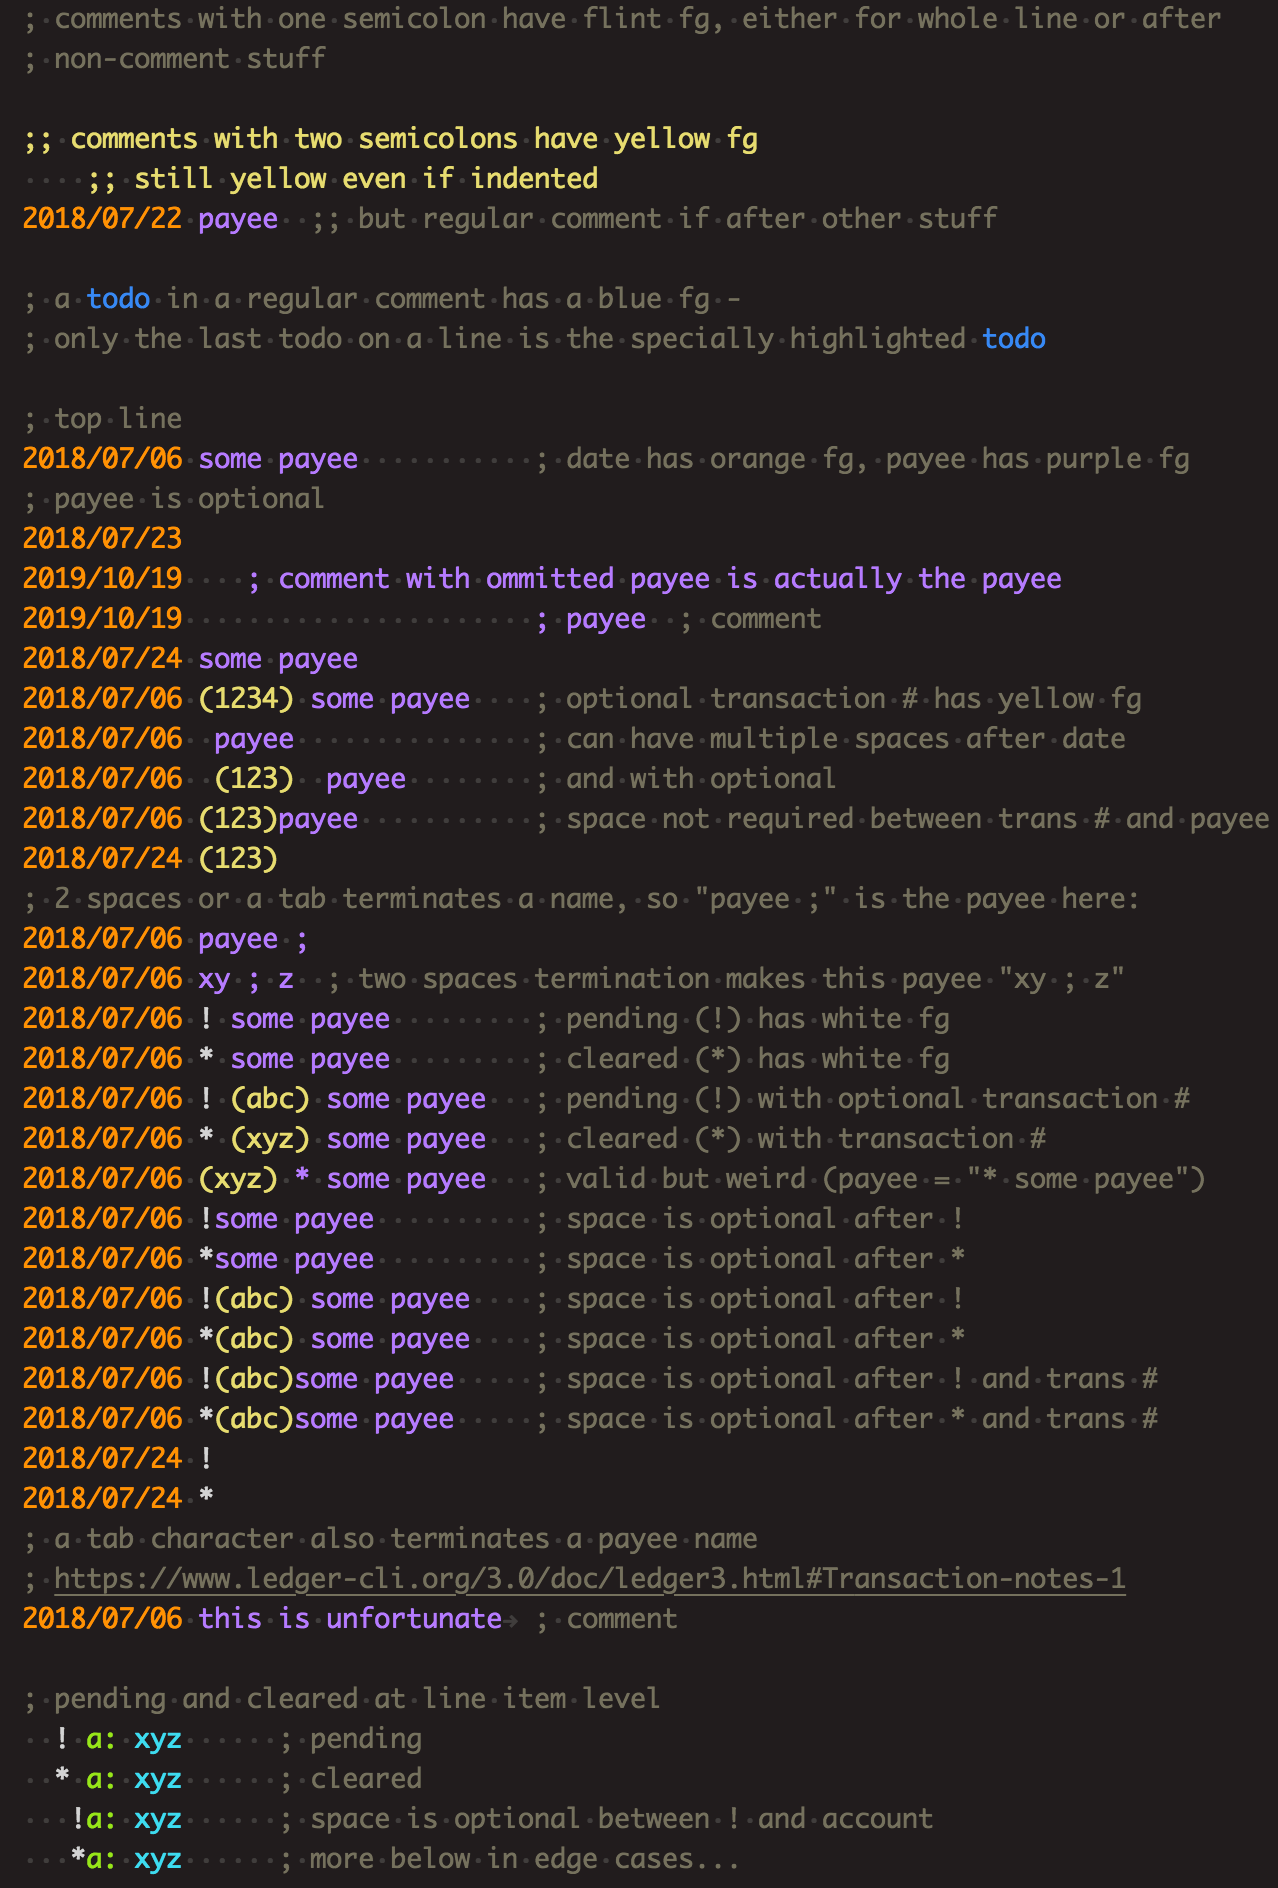 ; comments with one semicolon have flint fg, either for whole line or after
; non-comment stuff
;; comments with two semicolons have yellow fg
    ;; still yellow even if indented
2018/07/22 payee  ;; but regular comment if after other stuff
; a todo in a regular comment has a blue fg -
; only the last todo on a line is the specially highlighted todo
; top line
2018/07/06 some payee           ; date has orange fg, payee has purple fg
; payee is optional
2018/07/23
2019/10/19    ; comment with ommitted payee is actually the payee
2019/10/19                      ; payee  ; comment
2018/07/24 some payee
2018/07/06 (1234) some payee    ; optional transaction # has yellow fg
2018/07/06  payee               ; can have multiple spaces after date
2018/07/06  (123)  payee        ; and with optional
2018/07/06 (123)payee           ; space not required between trans # and payee
2018/07/24 (123)
; 2 spaces or a tab terminates a name, so "payee ;" is the payee here:
2018/07/06 payee ;
2018/07/06 xy ; z  ; two spaces termination makes this payee "xy ; z"
2018/07/06 ! some payee         ; pending (!) has white fg
2018/07/06 * some payee         ; cleared (*) has white fg
2018/07/06 ! (abc) some payee   ; pending (!) with optional transaction #
2018/07/06 * (xyz) some payee   ; cleared (*) with transaction #
2018/07/06 (xyz) * some payee   ; valid but weird (payee = "* some payee")
2018/07/06 !some payee          ; space is optional after !
2018/07/06 *some payee          ; space is optional after *
2018/07/06 !(abc) some payee    ; space is optional after !
2018/07/06 *(abc) some payee    ; space is optional after *
2018/07/06 !(abc)some payee     ; space is optional after ! and trans #
2018/07/06 *(abc)some payee     ; space is optional after * and trans #
2018/07/24 !
2018/07/24 *
; a tab character also terminates a payee name
; https://www.ledger-cli.org/3.0/doc/ledger3.html#Transaction-notes-1
2018/07/06 this is unfortunate→ ; comment
; pending and cleared at line item level
  ! a: xyz      ; pending
  * a: xyz      ; cleared
   !a: xyz      ; space is optional between ! and account
   *a: xyz      ; more below in edge cases...